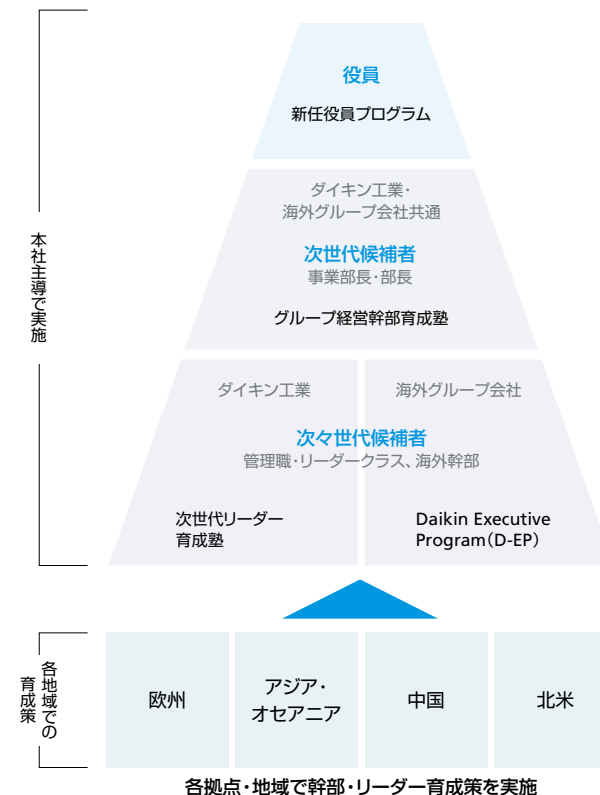 役員
新任役員プログラム
ダイキン工業・
海外グループ会社共通
次世代候補者
事業部長・部長
グループ経営幹部育成塾
本社主導で実施
ダイキン工業
海外グループ会社
次々世代候補者
管理職・リーダークラス、海外幹部
次世代リーダー
育成塾
Daikin Executive
Program(D-EP)
各地域での
育成策
欧州
アジア・
オセアニア
中国
北米
各拠点・地域で幹部・リーダー育成策を実施